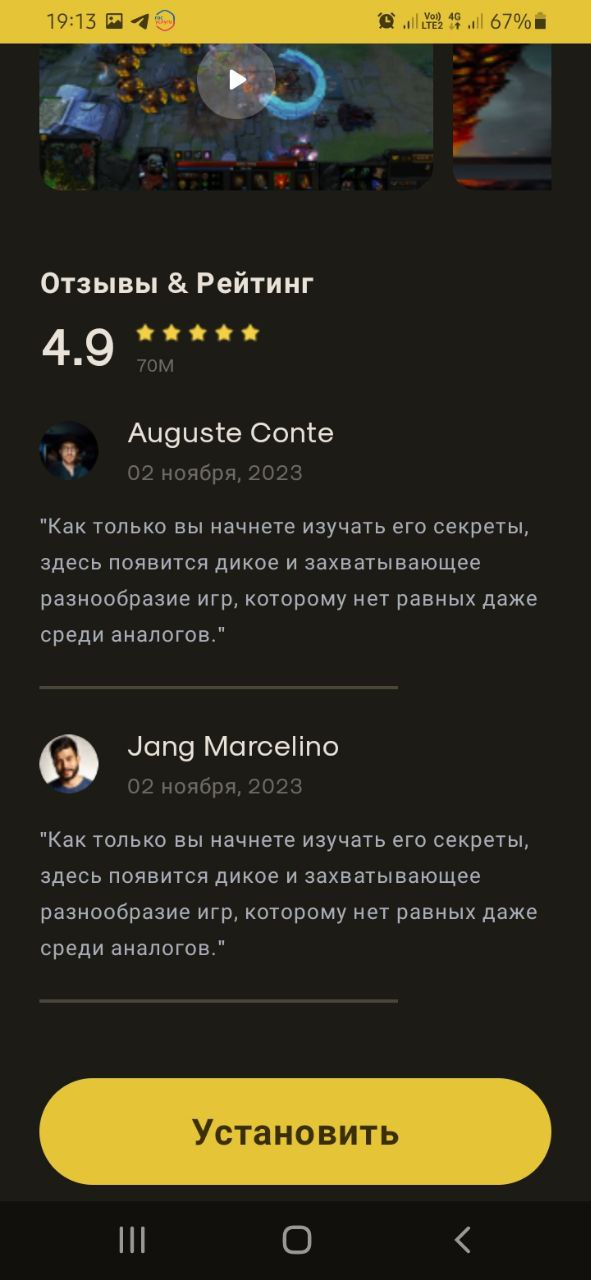 19:13 Vo) LTE2 4G 67%
Отзывы & Рейтинг
4.9
70M
Auguste Conte
02 ноября, 2023
"Как только вы начнете изучать его секреты,
здесь появится дикое и захватывающее
разнообразие игр, которому нет равных даже
среди аналогов."
Jang Marcelino
02 ноября, 2023
"Как только вы начнете изучать его секреты,
здесь появится дикое и захватывающее
разнообразие игр, которому нет равных даже
среди аналогов."
Установить